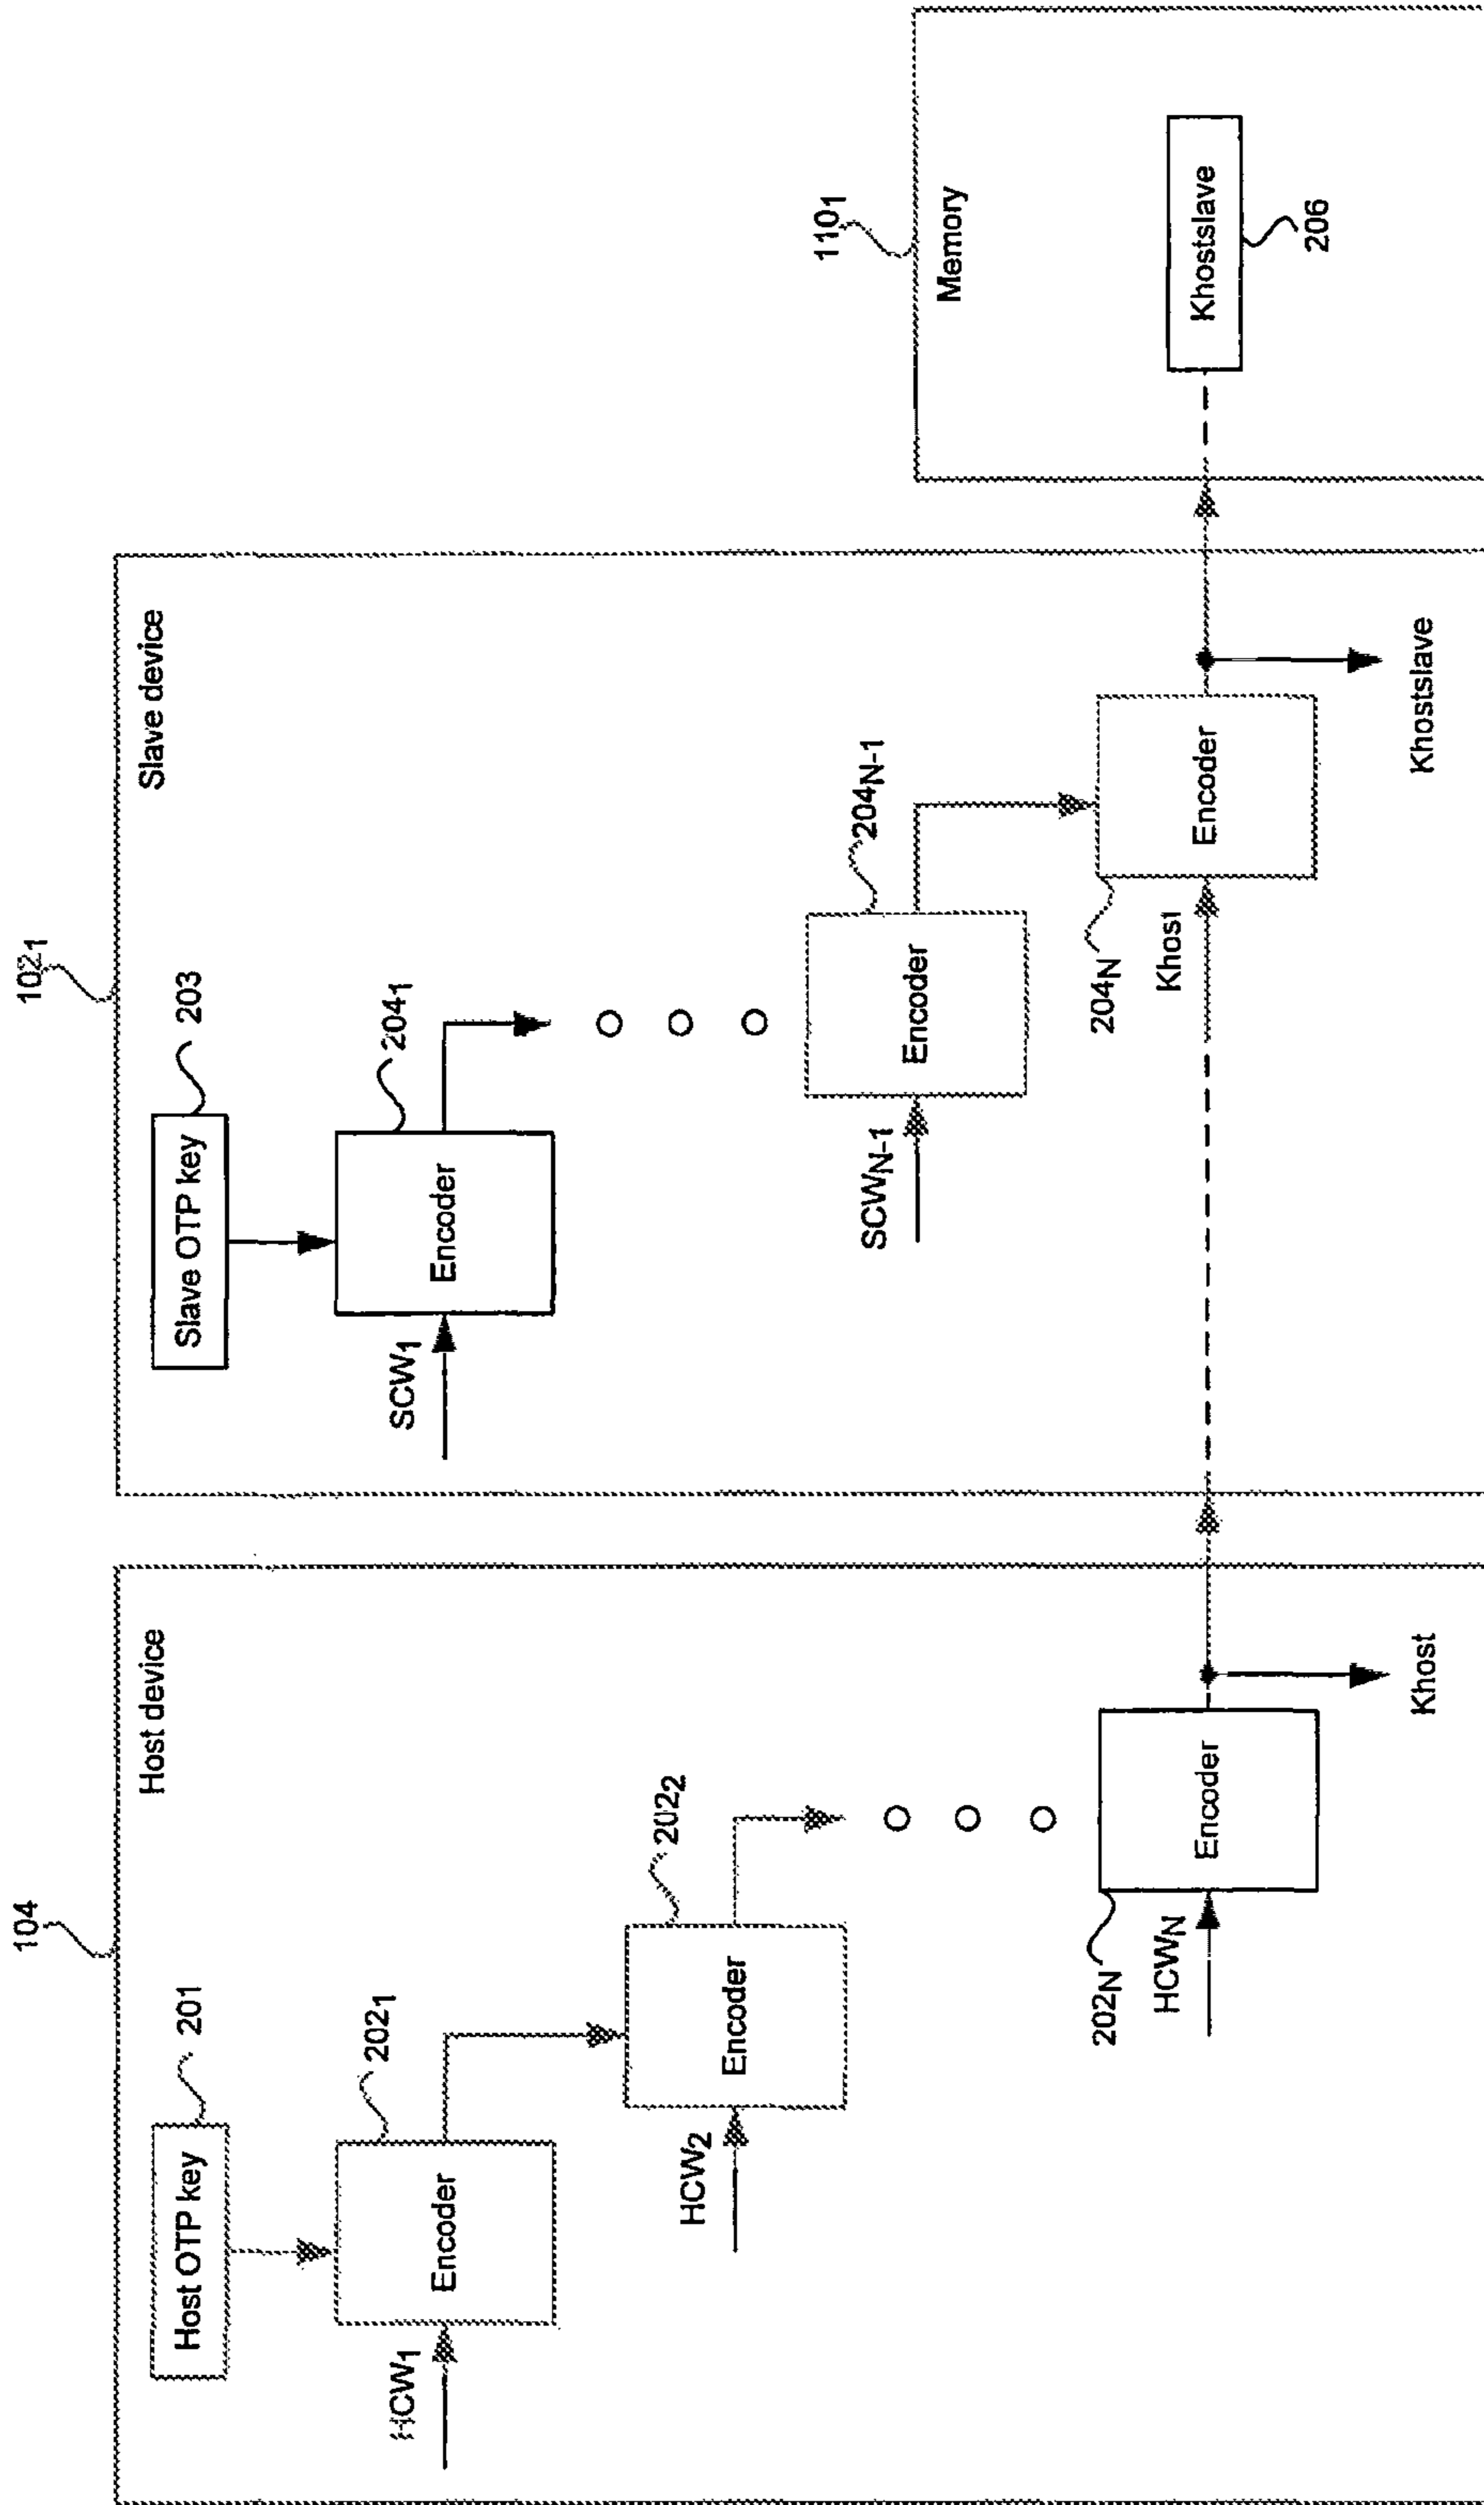 104
Host device
Host OTP key
201
HCW1
Encoder
2021
HCW2
Encoder
2022
HCWN
Encoder
202N
Khost
1021
Slave device
Slave OTP key
203
SCW1
Encoder
2041
SCWN-1
Encoder
204N-1
Khost
Encoder
204N
Khostslave
1101
Memory
Khostslave
206